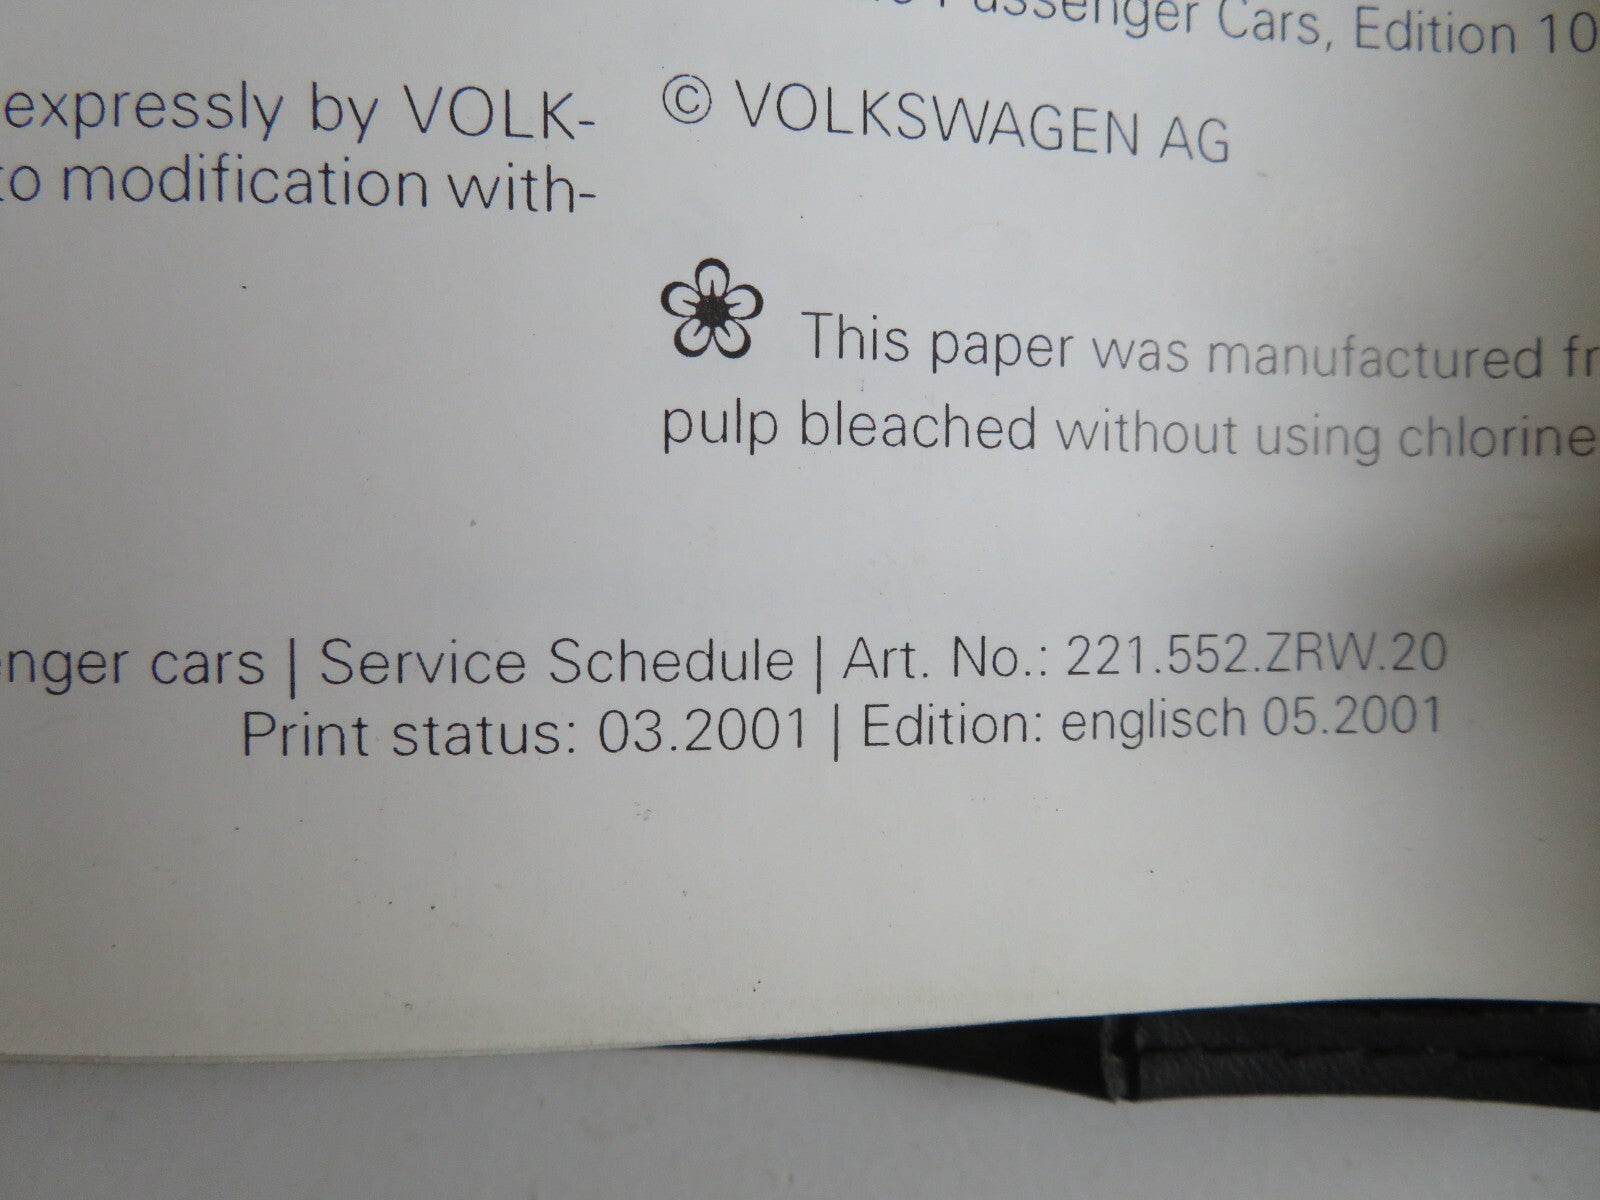 Passenger Cars, Edition 10
expressly by VOLK-
to modification with-
© VOLKSWAGEN AG
This paper was manufactured
pulp bleached without using chlorine
cars | Service Schedule | Art. No.: 221.552.ZRW.20
Print status: 03.2001 | Edition: englisch 05.2001